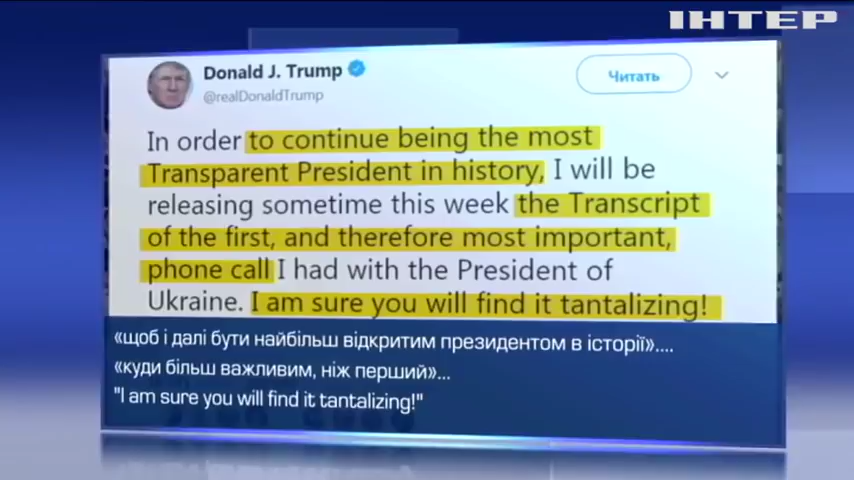 ІНТЕР
Donald J. Trump
@realDonaldTrump
Читать
In order to continue being the most
Transparent President in history, I will be
releasing sometime this week the Transcript
of the first, and therefore most important,
phone call I had with the President of
Ukraine. I am sure you will find it tantalizing!
«щоб і далі бути найбільш відкритим президентом в історії»....
«куди більш важливим, ніж перший»...
"I am sure you will find it tantalizing!"